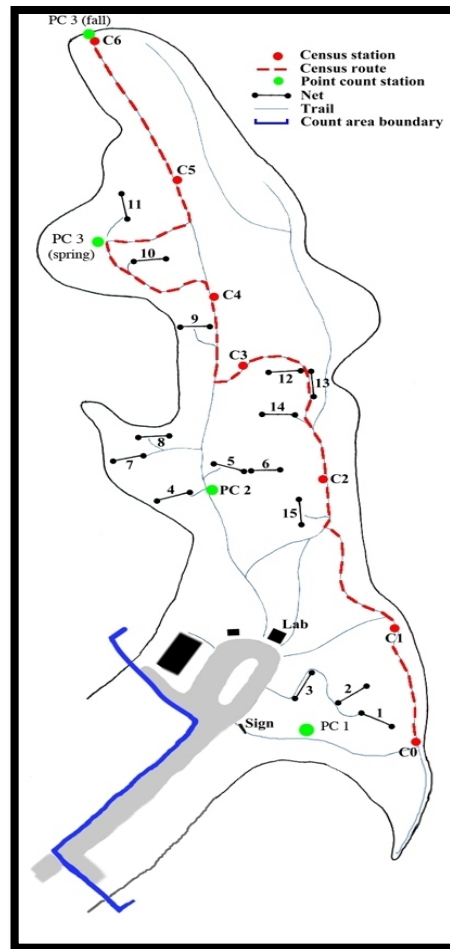 PC 3 (fall)
C6
Census station
Census route
Point count station
Net
Trail
Count area boundary
C5
11
PC 3
(spring)
10
C4
9
C3
12
13
14
8
7
5
6
C2
4
PC 2
15
Lab
C1
3
2
1
Sign
PC 1
C0